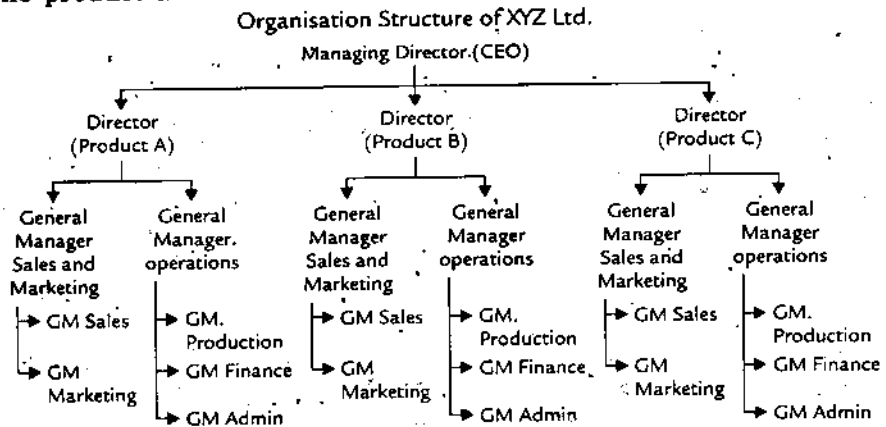 Organisation Structure of XYZ Ltd.
Managing Director.(CEO)
Director
(Product A)
Director
(Product B)
Director
(Product C)
General
Manager
Sales and
Marketing
GM Sales
GM
Marketing
General
Manager.
operations
GM.
Production
GM Finance
GM Admin
General
Manager
Sales and
Marketing
GM Sales
GM
Marketing
General
Manager
operations
GM.
Production
GM Finance
GM Admin
General
Manager
Sales and
Marketing
GM Sales
GM
Marketing
General
Manager
operations
GM.
Production
GM Finance
GM Admin